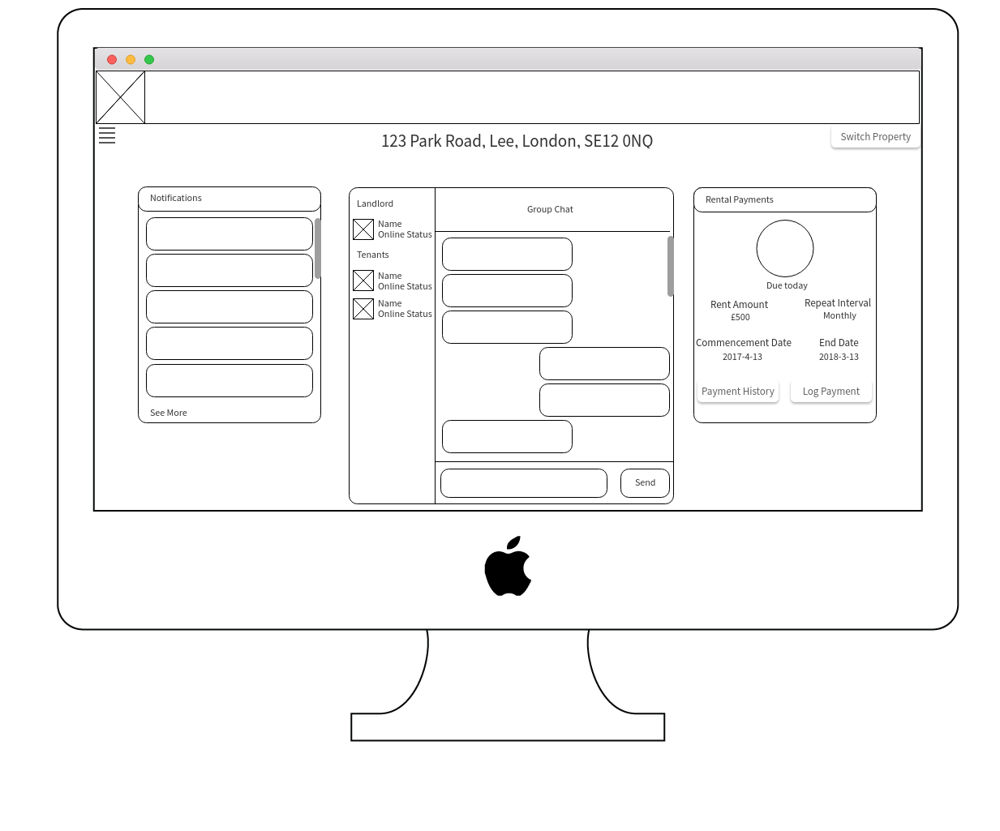 123 Park Road, Lee, London, SE12 0NQ
Switch Property
Notifications
See More
Landlord
Name
Online Status
Tenants
Name
Online Status
Name
Online Status
Group Chat
Send
Rental Payments
Due today
Rent Amount
£500
Repeat Interval
Monthly
Commencement Date
2017-4-13
End Date
2018-3-13
Payment History
Log Payment